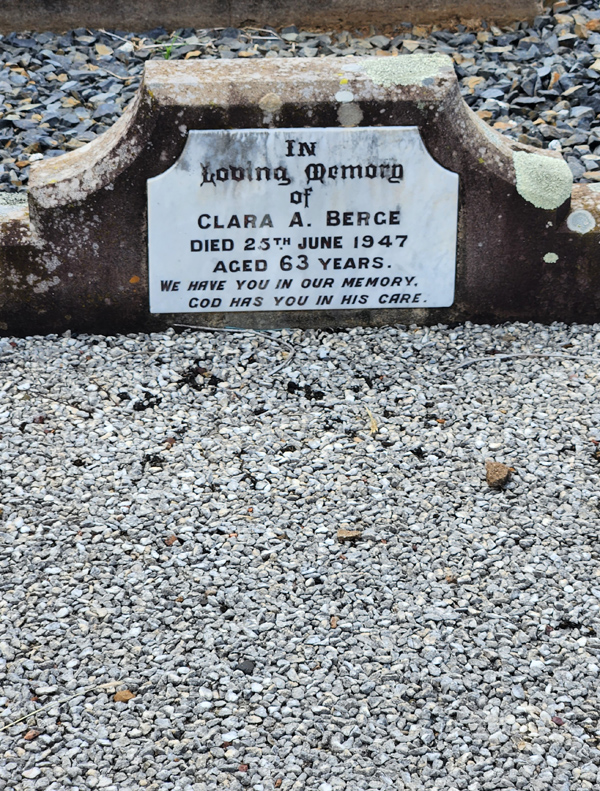 IN
Loving Memory
of
CLARA A. BERGE
DIED 25TH JUNE 1947
AGED 63 YEARS.
WE HAVE YOU IN OUR MEMORY,
GOD HAS YOU IN HIS CARE.